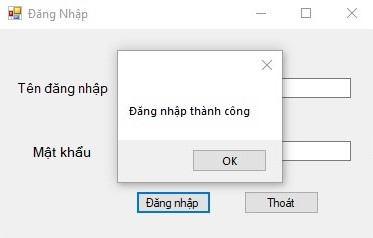 Đăng Nhập
Tên đăng nhập
Đăng nhập thành công
OK
Mật khẩu
Đăng nhập
Thoát